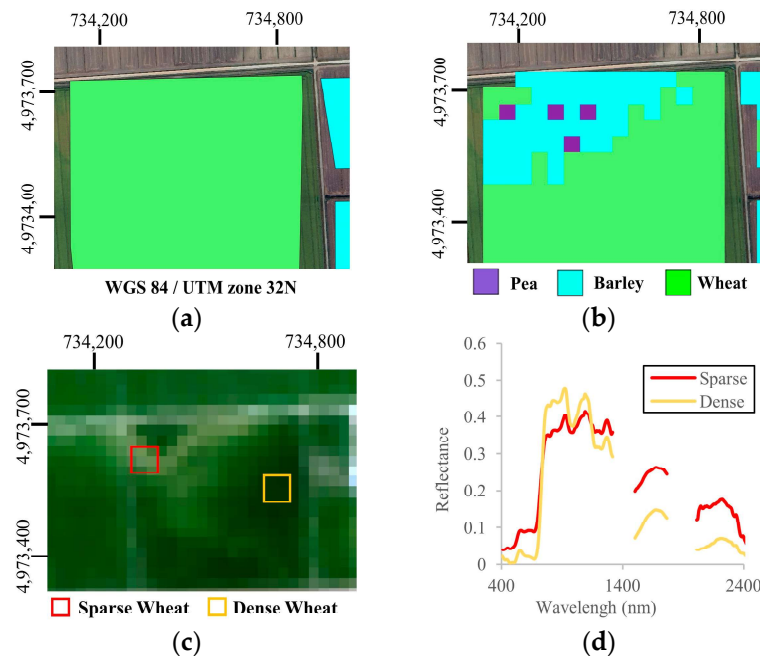 734,200 734,800
4,973,700
4,9734,00
WGS 84 / UTM zone 32N
(a)
734,200 734,800
4,973,700
4,973,400
Pea Barley Wheat
(b)
734,200 734,800
4,973,700
4,973,400
Sparse Wheat Dense Wheat
(c)
0.6
0.5
0.4
0.3
0.2
0.1
0
Reflectance
Sparse
Dense
400 1400 2400
Wavelengh (nm)
(d)